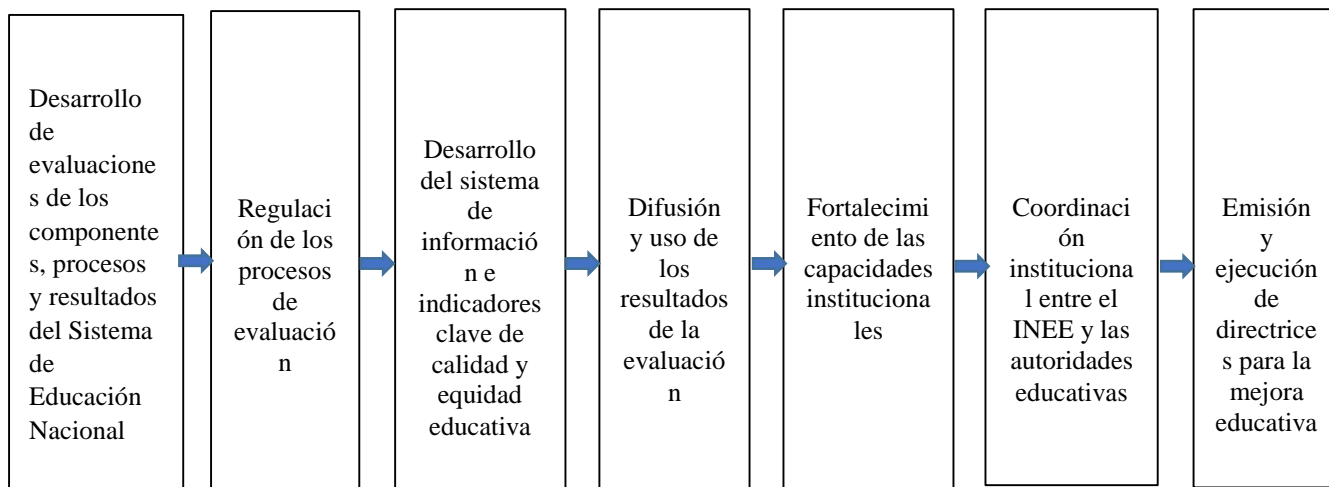 Desarrollo
de
evaluacione
s de los
componente
s, procesos
y resultados
del Sistema
de
Educación
Nacional
Regulaci
ón de los
procesos
de
evaluació
n
Desarrollo
del sistema
de
informació
n e
indicadores
clave de
calidad y
equidad
educativa
Difusión
y uso de
los
resultados
de la
evaluació
n
Fortalecimi
ento de las
capacidades
instituciona
les
Coordinaci
ón
instituciona
l entre el
INEE y las
autoridades
educativas
Emisión
y
ejecución
de
directrice
s para la
mejora
educativa